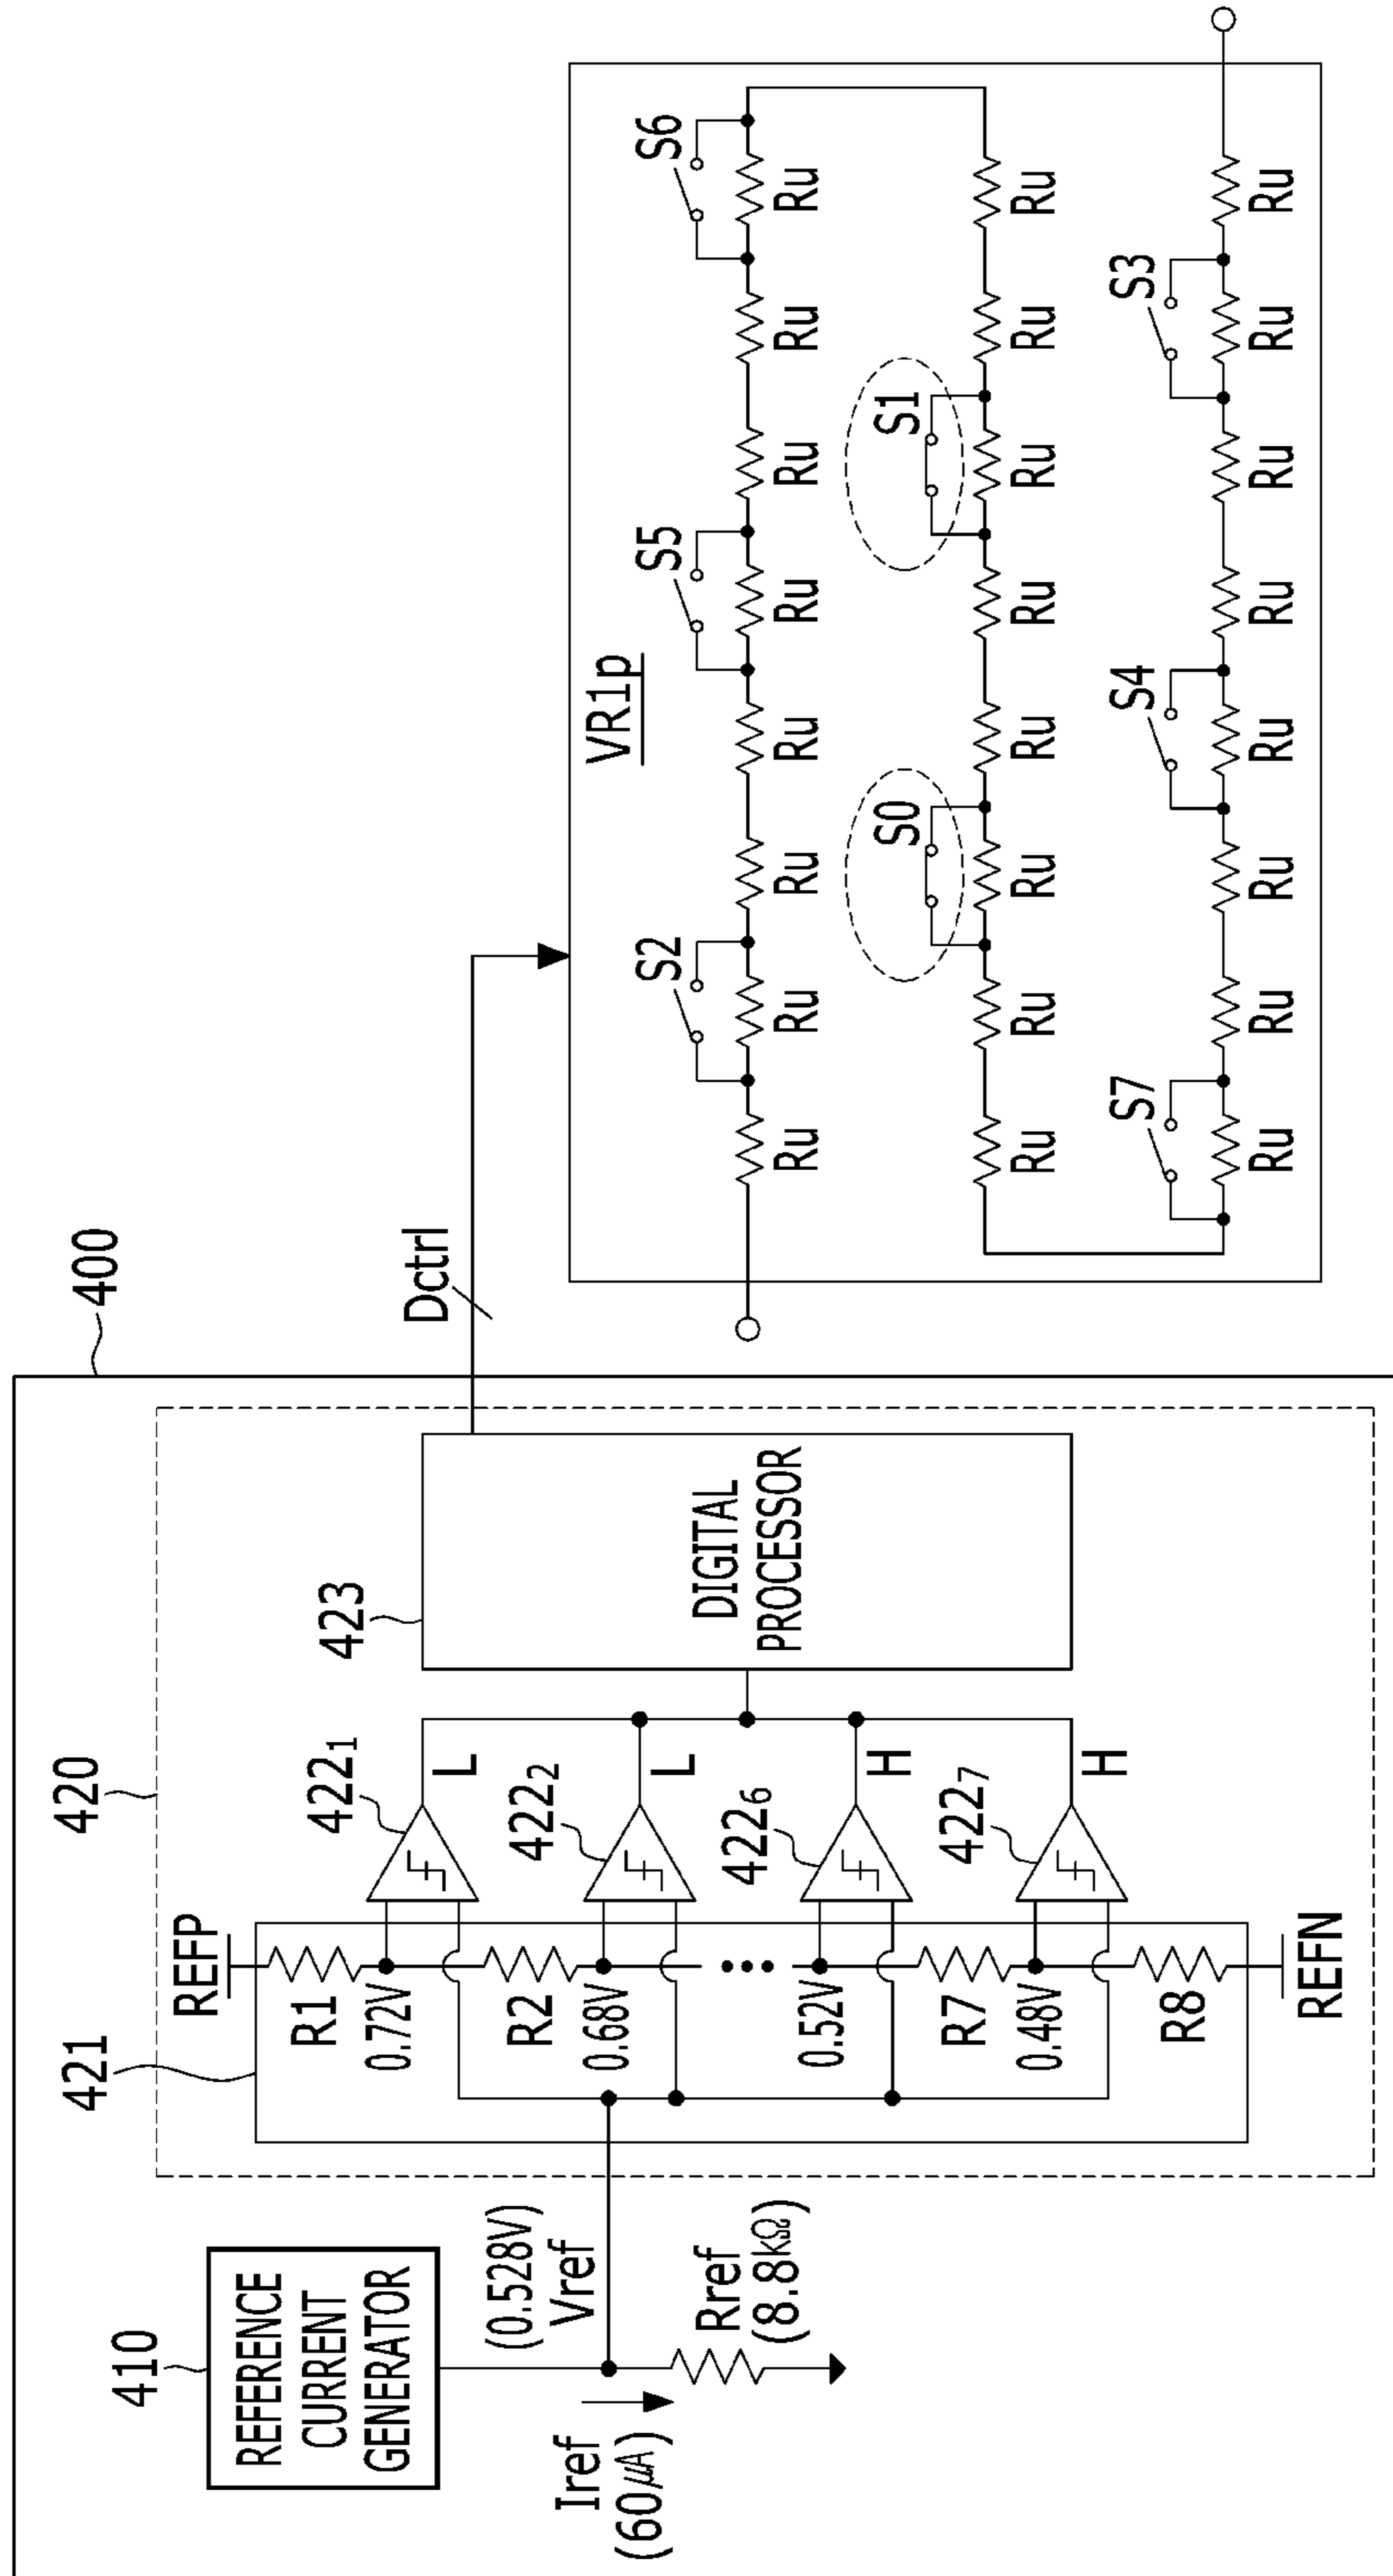 400
410
REFERENCE
CURRENT
GENERATOR
Iref
(60μA)
(0.528V)
Vref
Rref
(8.8kΩ)
420
421
REFP
R1
0.72V
R2
0.68V
0.52V
R7
0.48V
R8
REFN
422₁
L
422₂
L
422₆
H
422₇
H
423
DIGITAL
PROCESSOR
Dctrl
VR1p
S2
S5
S6
Ru Ru Ru Ru Ru Ru Ru Ru
S0
S1
Ru Ru Ru Ru Ru Ru Ru Ru
S7
S4
S3
Ru Ru Ru Ru Ru Ru Ru Ru